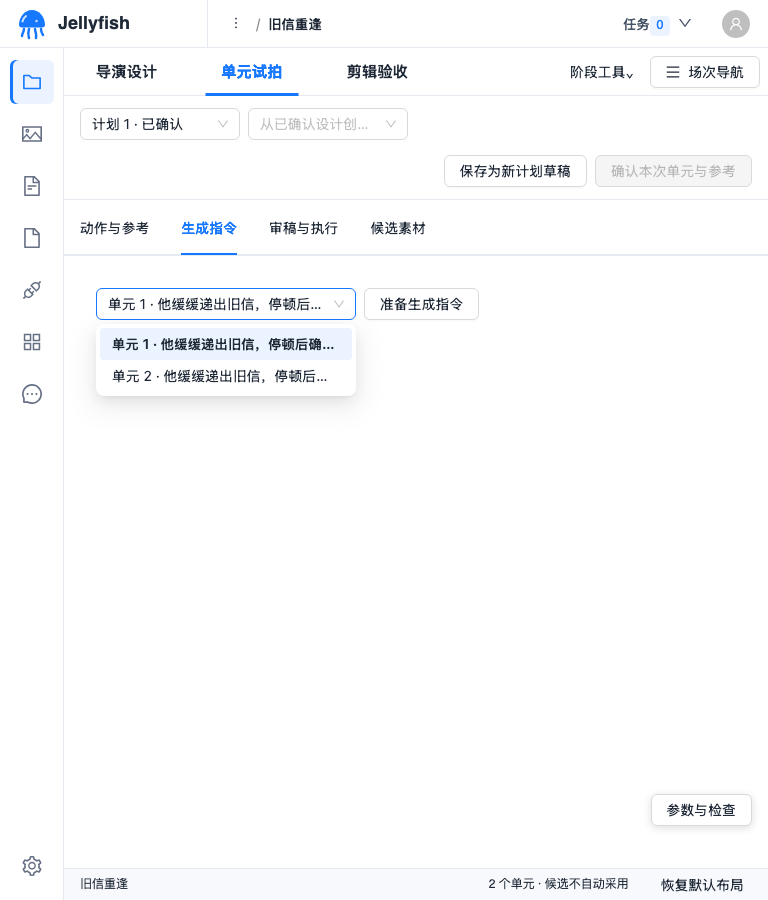 Jellyfish
/ 旧信重逢
任务 0
导演设计 单元试拍 剪辑验收 阶段工具 场次导航
计划 1 · 已确认 从已确认设计创...
保存为新计划草稿 确认本次单元与参考
动作与参考 生成指令 审稿与执行 候选素材
单元 1 · 他缓缓递出旧信，停顿后... 准备生成指令
单元 1 · 他缓缓递出旧信，停顿后确...
单元 2 · 他缓缓递出旧信，停顿后...
参数与检查
旧信重逢 2 个单元 · 候选不自动采用 恢复默认布局